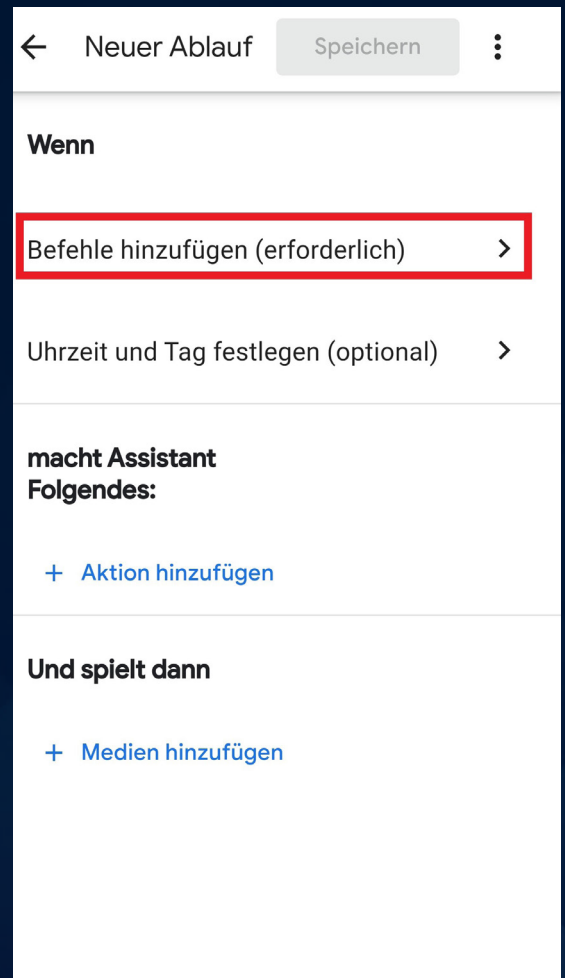 Neuer Ablauf Speichern
Wenn
Befehle hinzufügen (erforderlich)
Uhrzeit und Tag festlegen (optional)
macht Assistant
Folgendes:
+ Aktion hinzufügen
Und spielt dann
+ Medien hinzufügen